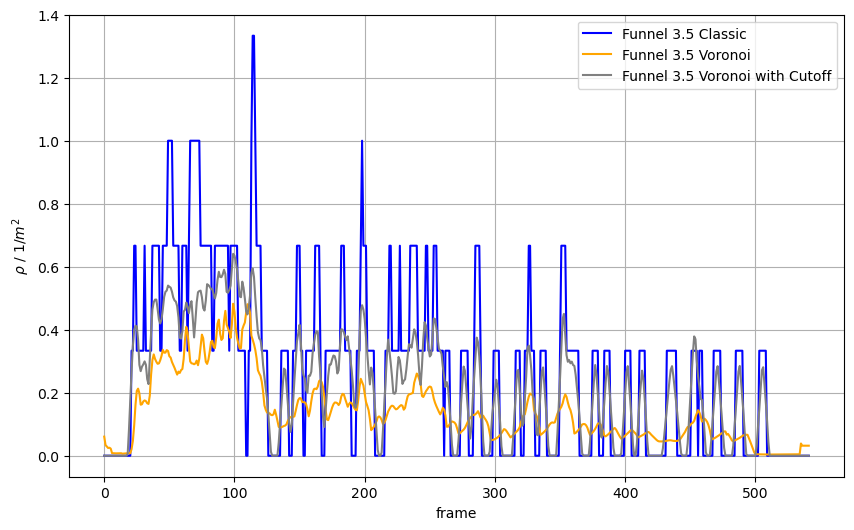 1.4
1.2
1.0
0.8
0.6
0.4
0.2
0.0
ρ / 1/m²
0 100 200 300 400 500
frame
Funnel 3.5 Classic
Funnel 3.5 Voronoi
Funnel 3.5 Voronoi with Cutoff